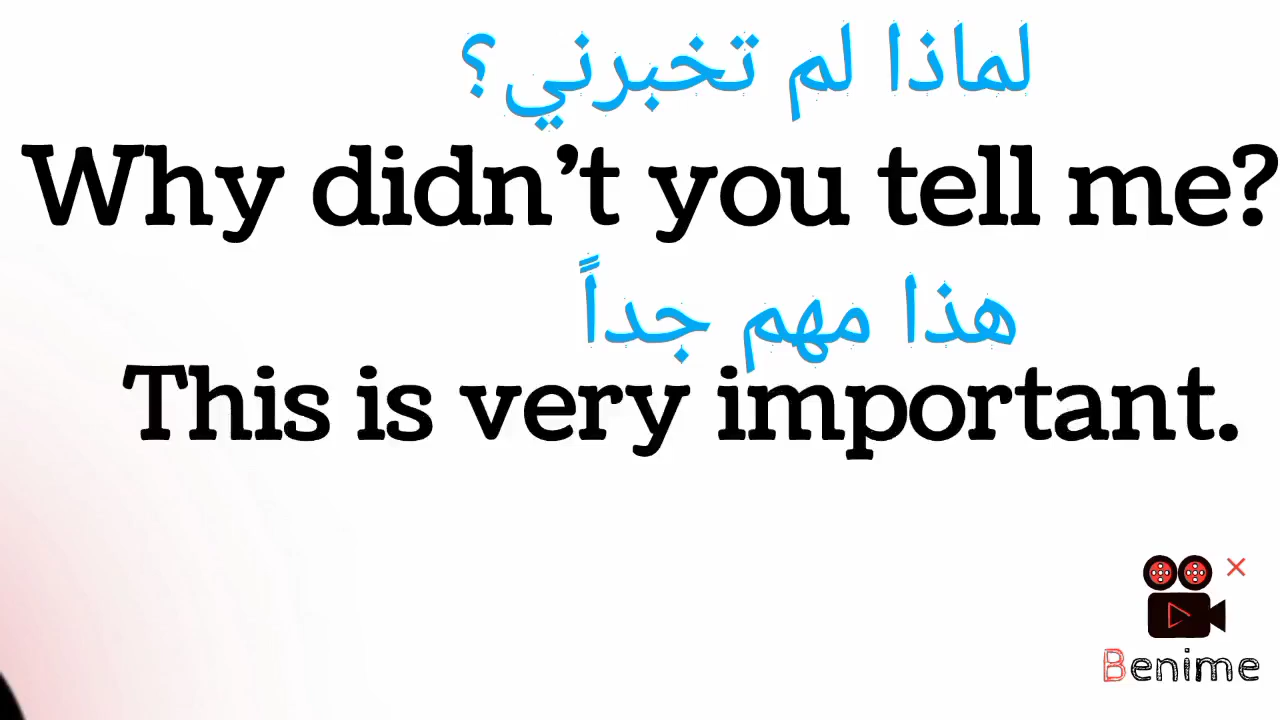 لماذا لم تخبرني؟
Why didn’t you tell me?
هذا مهم جداً
This is very important.
Benime